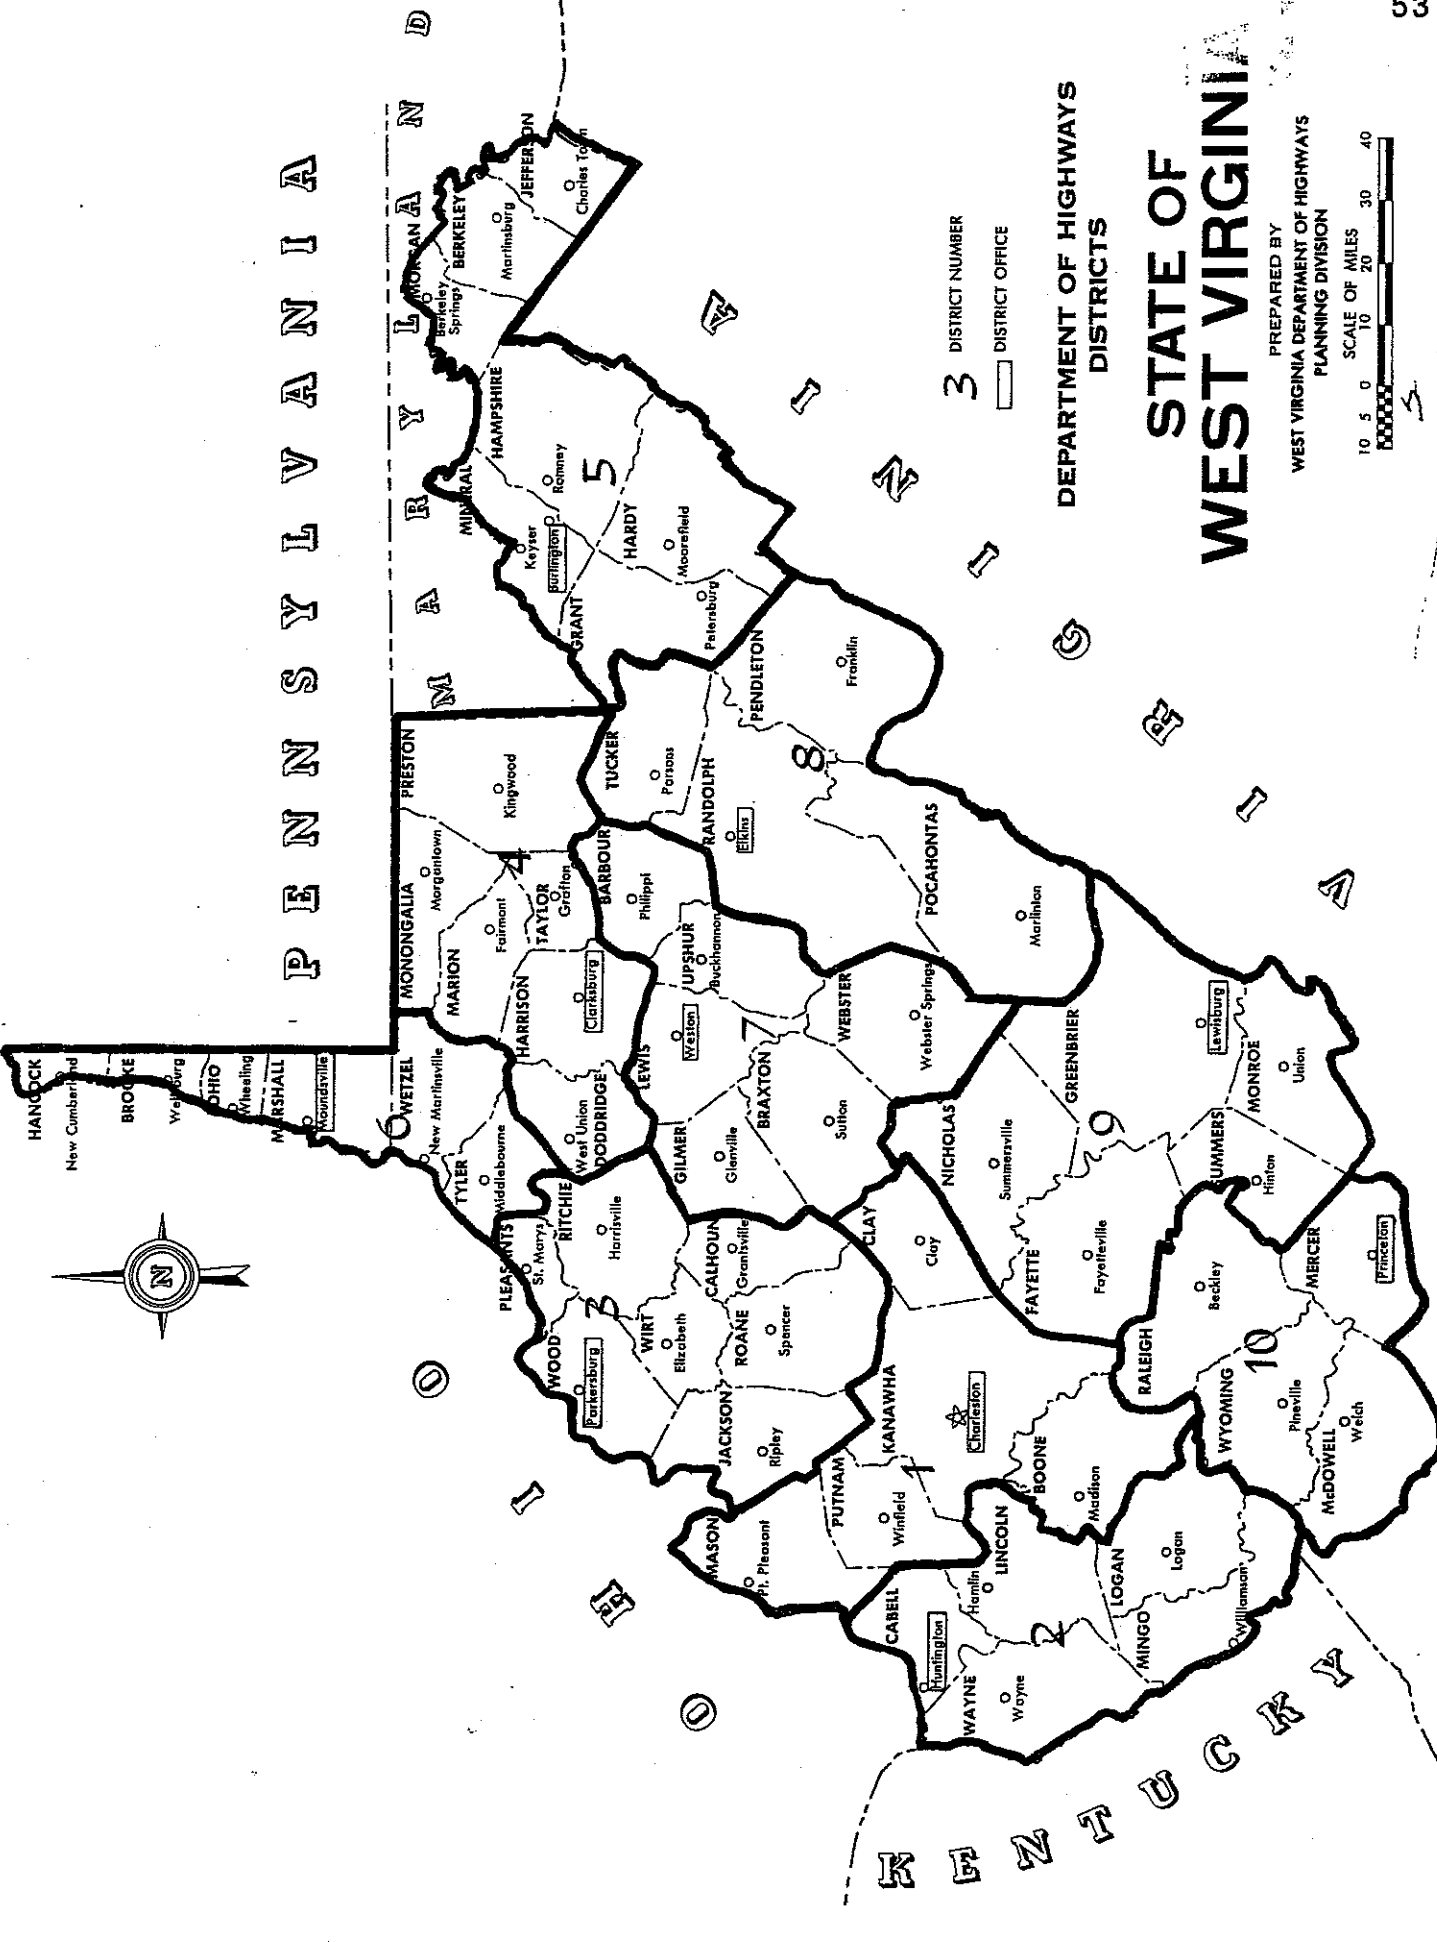 53
PENNSYLVANIA
MARYLAND
OHIO
KENTUCKY
VIRGINIA
N
HANCOCK
New Cumberland
BROOKE
OHIO
Wheeling
MARSHALL
Moundsville
6
WETZEL
New Martinsville
TYLER
Middlebourne
PLEASANTS
St. Marys
RITCHIE
Harrisville
WOOD
Parkersburg
3
WIRT
Elizabeth
CALHOUN
Grantsville
ROANE
Spencer
JACKSON
Ripley
MONONGALIA
Morgantown
PRESTON
Kingwood
MARION
Fairmont
4
TAYLOR
Grafton
HARRISON
Clarksburg
DODDRIDGE
West Union
BARBOUR
Philippi
UPSHUR
Buckhannon
LEWIS
Weston
7
GILMER
Glenville
BRAXTON
Sutton
WEBSTER
Webster Springs
TUCKER
Parsons
RANDOLPH
Elkins
8
PENDLETON
Franklin
POCAHONTAS
Marlinton
GRANT
Petersburg
HARDY
Moorefield
5
MINERAL
Keyser
Burlington
HAMPSHIRE
Romney
MORGAN
Berkeley
Springs
BERKELEY
Martinsburg
JEFFERSON
Charles Town
MASON
Pt. Pleasant
PUTNAM
Winfield
1
KANAWHA
Charleston
CLAY
Clay
BOONE
Madison
CABELL
Huntington
WAYNE
Wayne
2
LINCOLN
Hamlin
LOGAN
Logan
MINGO
Williamson
NICHOLAS
Summersville
GREENBRIER
Lewisburg
9
FAYETTE
Fayetteville
SUMMERS
Hinton
MONROE
Union
RALEIGH
Beckley
10
WYOMING
Pineville
McDOWELL
Welch
MERCER
Princeton
3 DISTRICT NUMBER
DISTRICT OFFICE
DEPARTMENT OF HIGHWAYS
DISTRICTS
STATE OF
WEST VIRGINIA
PREPARED BY
WEST VIRGINIA DEPARTMENT OF HIGHWAYS
PLANNING DIVISION
SCALE OF MILES
10 5 0 10 20 30 40